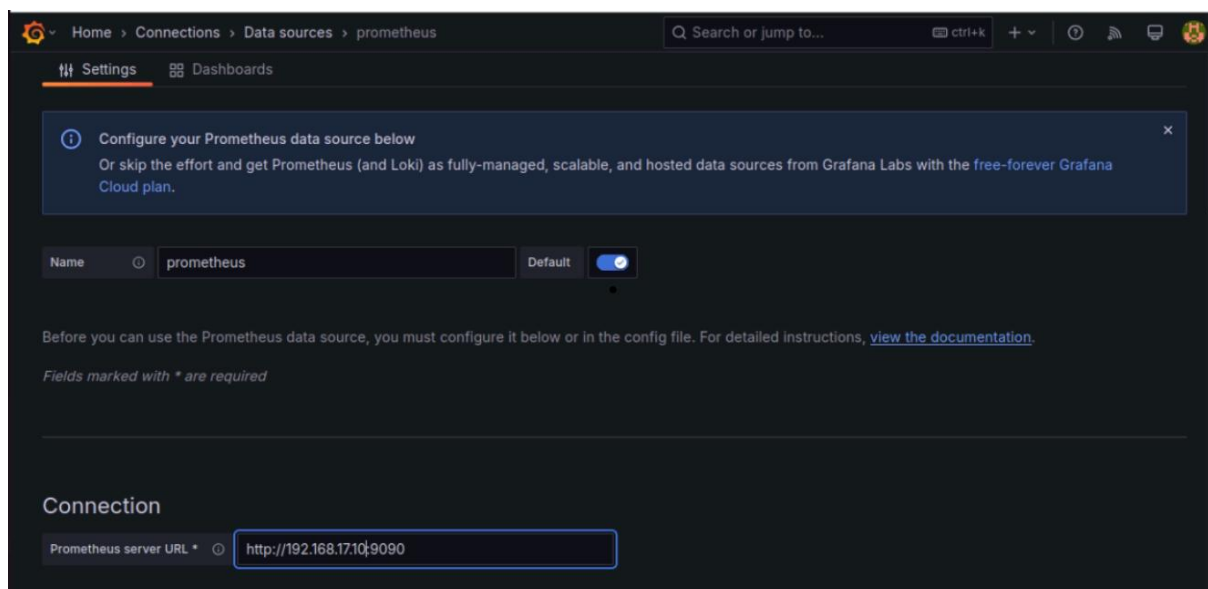 Home › Connections › Data sources › prometheus Search or jump to... ctrl+k
Settings Dashboards
Configure your Prometheus data source below
Or skip the effort and get Prometheus (and Loki) as fully-managed, scalable, and hosted data sources from Grafana Labs with the free-forever Grafana
Cloud plan.
Name prometheus Default
Before you can use the Prometheus data source, you must configure it below or in the config file. For detailed instructions, view the documentation.
Fields marked with * are required
Connection
Prometheus server URL * http://192.168.17.10:9090